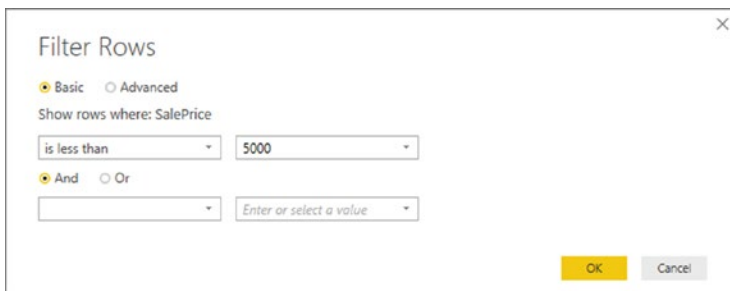 Filter Rows
Basic Advanced
Show rows where: SalePrice
is less than 5000
And Or
Enter or select a value
OK Cancel